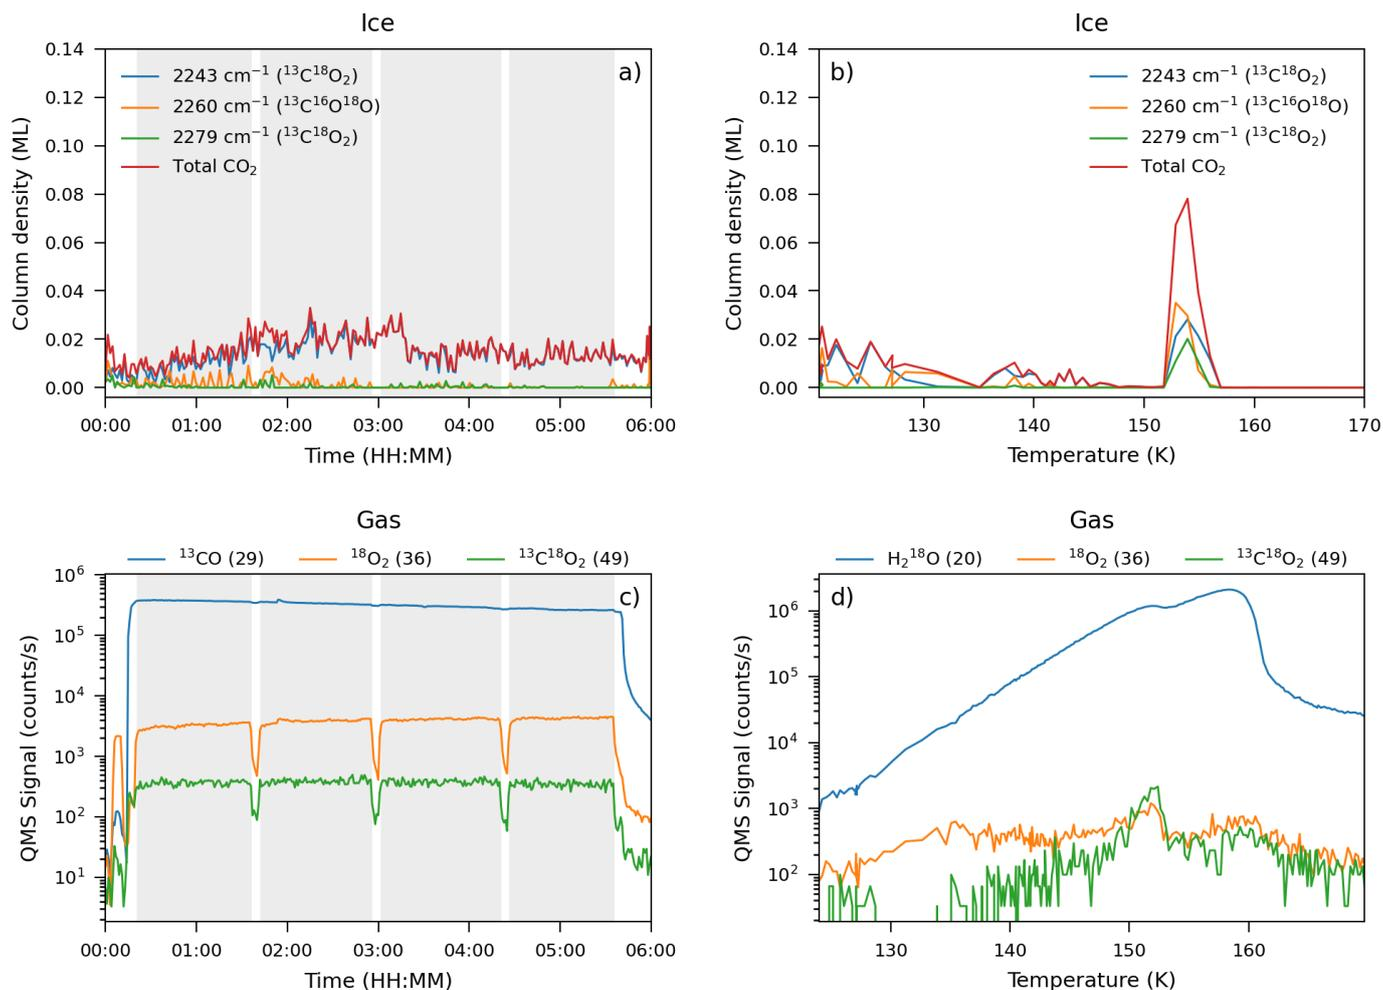 Ice
a)
2243 cm⁻¹ (¹³C¹⁸O₂)
2260 cm⁻¹ (¹³C¹⁶O¹⁸O)
2279 cm⁻¹ (¹³C¹⁸O₂)
Total CO₂
Column density (ML)
0.14
0.12
0.10
0.08
0.06
0.04
0.02
0.00
00:00 01:00 02:00 03:00 04:00 05:00 06:00
Time (HH:MM)
Ice
b)
2243 cm⁻¹ (¹³C¹⁸O₂)
2260 cm⁻¹ (¹³C¹⁶O¹⁸O)
2279 cm⁻¹ (¹³C¹⁸O₂)
Total CO₂
Column density (ML)
0.14
0.12
0.10
0.08
0.06
0.04
0.02
0.00
130 140 150 160 170
Temperature (K)
Gas
¹³CO (29) ¹⁸O₂ (36) ¹³C¹⁸O₂ (49)
c)
QMS Signal (counts/s)
10⁶
10⁵
10⁴
10³
10²
10¹
00:00 01:00 02:00 03:00 04:00 05:00 06:00
Time (HH:MM)
Gas
H₂¹⁸O (20) ¹⁸O₂ (36) ¹³C¹⁸O₂ (49)
d)
QMS Signal (counts/s)
10⁶
10⁵
10⁴
10³
10²
130 140 150 160
Temperature (K)